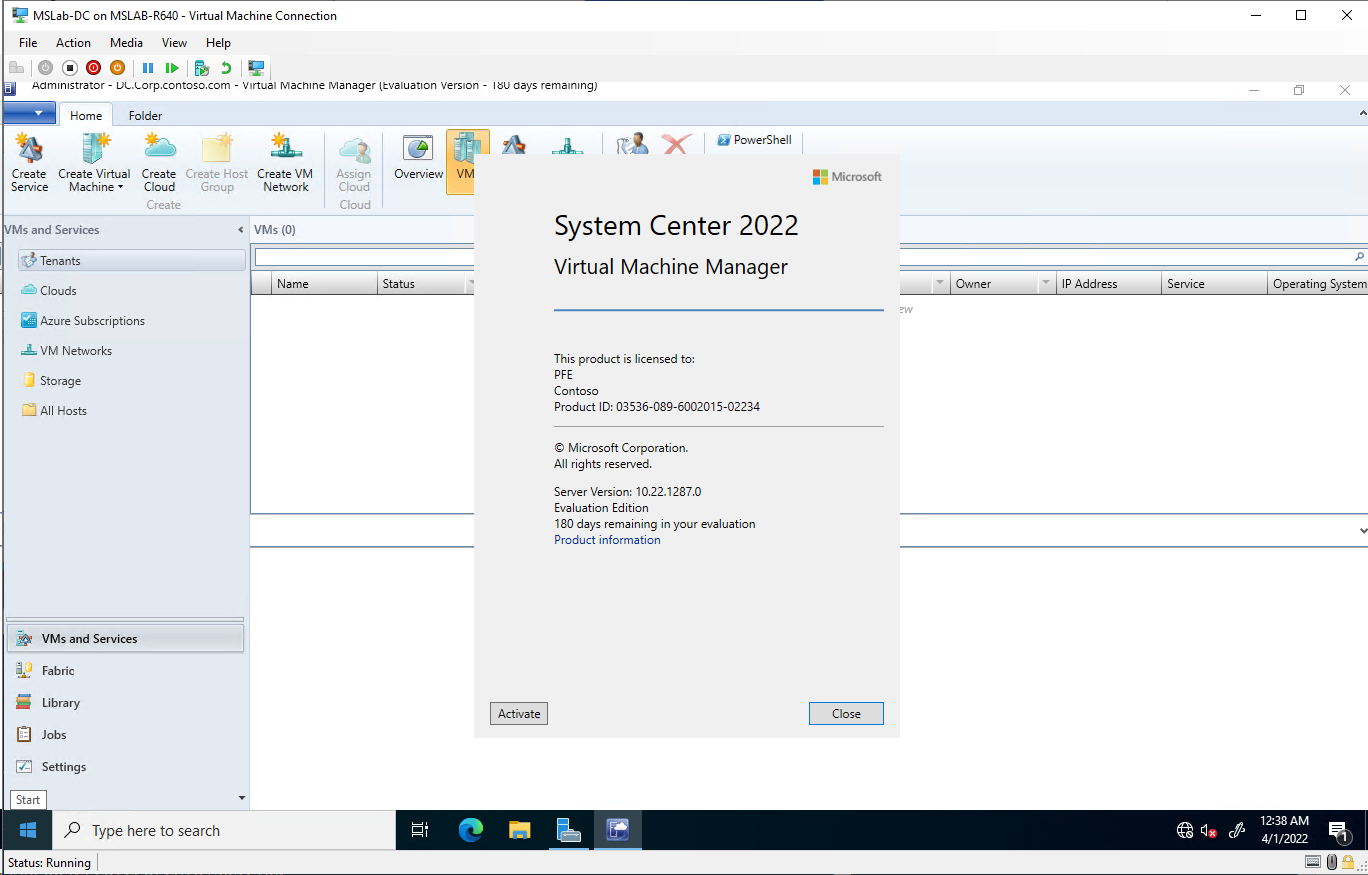 MSLab-DC on MSLAB-R640 - Virtual Machine Connection
File Action Media View Help
Administrator - DC.Corp.contoso.com - Virtual Machine Manager (Evaluation Version - 180 days remaining)
Home Folder
Create Service
Create Virtual Machine
Create Cloud
Create Host Group
Create VM Network
Assign Cloud
Overview
VM
PowerShell
Create
Cloud
VMs and Services
VMs (0)
Tenants
Clouds
Azure Subscriptions
VM Networks
Storage
All Hosts
Name Status Owner IP Address Service Operating System
ew
Microsoft
System Center 2022
Virtual Machine Manager
This product is licensed to:
PFE
Contoso
Product ID: 03536-089-6002015-02234
© Microsoft Corporation.
All rights reserved.
Server Version: 10.22.1287.0
Evaluation Edition
180 days remaining in your evaluation
Product information
Activate Close
VMs and Services
Fabric
Library
Jobs
Settings
Start
Type here to search
12:38 AM
4/1/2022
1
Status: Running